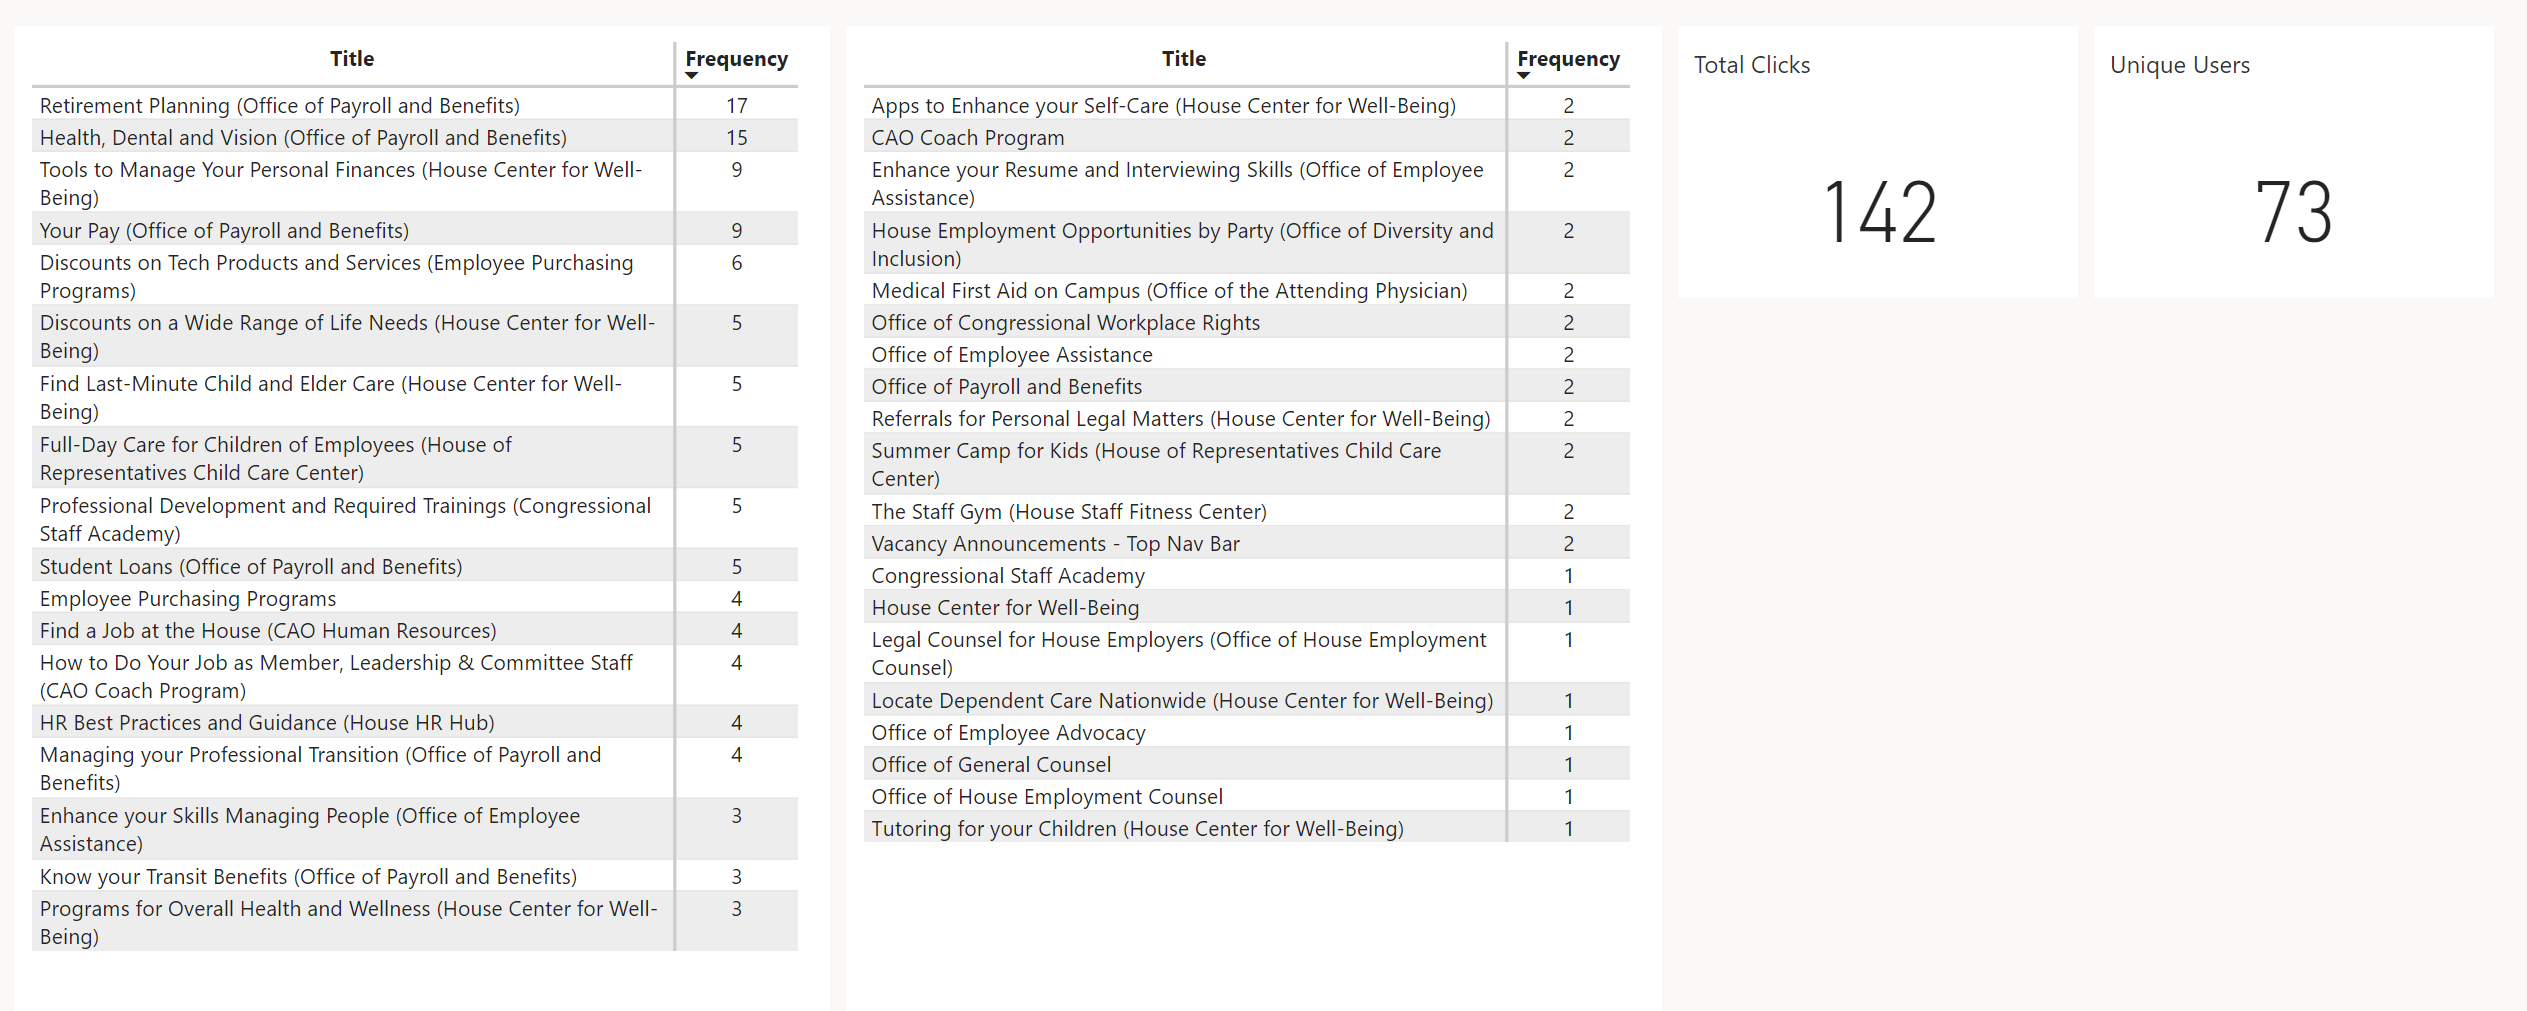 Title Frequency
Retirement Planning (Office of Payroll and Benefits) 17
Health, Dental and Vision (Office of Payroll and Benefits) 15
Tools to Manage Your Personal Finances (House Center for Well- 9
Being)
Your Pay (Office of Payroll and Benefits) 9
Discounts on Tech Products and Services (Employee Purchasing 6
Programs)
Discounts on a Wide Range of Life Needs (House Center for Well- 5
Being)
Find Last-Minute Child and Elder Care (House Center for Well- 5
Being)
Full-Day Care for Children of Employees (House of 5
Representatives Child Care Center)
Professional Development and Required Trainings (Congressional 5
Staff Academy)
Student Loans (Office of Payroll and Benefits) 5
Employee Purchasing Programs 4
Find a Job at the House (CAO Human Resources) 4
How to Do Your Job as Member, Leadership & Committee Staff 4
(CAO Coach Program)
HR Best Practices and Guidance (House HR Hub) 4
Managing your Professional Transition (Office of Payroll and 4
Benefits)
Enhance your Skills Managing People (Office of Employee 3
Assistance)
Know your Transit Benefits (Office of Payroll and Benefits) 3
Programs for Overall Health and Wellness (House Center for Well- 3
Being)
Title Frequency
Apps to Enhance your Self-Care (House Center for Well-Being) 2
CAO Coach Program 2
Enhance your Resume and Interviewing Skills (Office of Employee 2
Assistance)
House Employment Opportunities by Party (Office of Diversity and 2
Inclusion)
Medical First Aid on Campus (Office of the Attending Physician) 2
Office of Congressional Workplace Rights 2
Office of Employee Assistance 2
Office of Payroll and Benefits 2
Referrals for Personal Legal Matters (House Center for Well-Being) 2
Summer Camp for Kids (House of Representatives Child Care 2
Center)
The Staff Gym (House Staff Fitness Center) 2
Vacancy Announcements - Top Nav Bar 2
Congressional Staff Academy 1
House Center for Well-Being 1
Legal Counsel for House Employers (Office of House Employment 1
Counsel)
Locate Dependent Care Nationwide (House Center for Well-Being) 1
Office of Employee Advocacy 1
Office of General Counsel 1
Office of House Employment Counsel 1
Tutoring for your Children (House Center for Well-Being) 1
Total Clicks
142
Unique Users
73